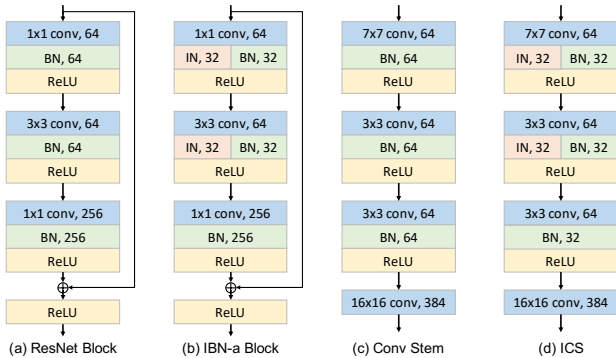 1x1 conv, 64
BN, 64
ReLU
3x3 conv, 64
BN, 64
ReLU
1x1 conv, 256
BN, 256
ReLU
ReLU
(a) ResNet Block
1x1 conv, 64
IN, 32 BN, 32
ReLU
3x3 conv, 64
IN, 32 BN, 32
ReLU
1x1 conv, 256
BN, 256
ReLU
ReLU
(b) IBN-a Block
7x7 conv, 64
BN, 64
ReLU
3x3 conv, 64
BN, 64
ReLU
3x3 conv, 64
BN, 64
ReLU
16x16 conv, 384
(c) Conv Stem
7x7 conv, 64
IN, 32 BN, 32
ReLU
3x3 conv, 64
IN, 32 BN, 32
ReLU
3x3 conv, 64
BN, 32
ReLU
16x16 conv, 384
(d) ICS